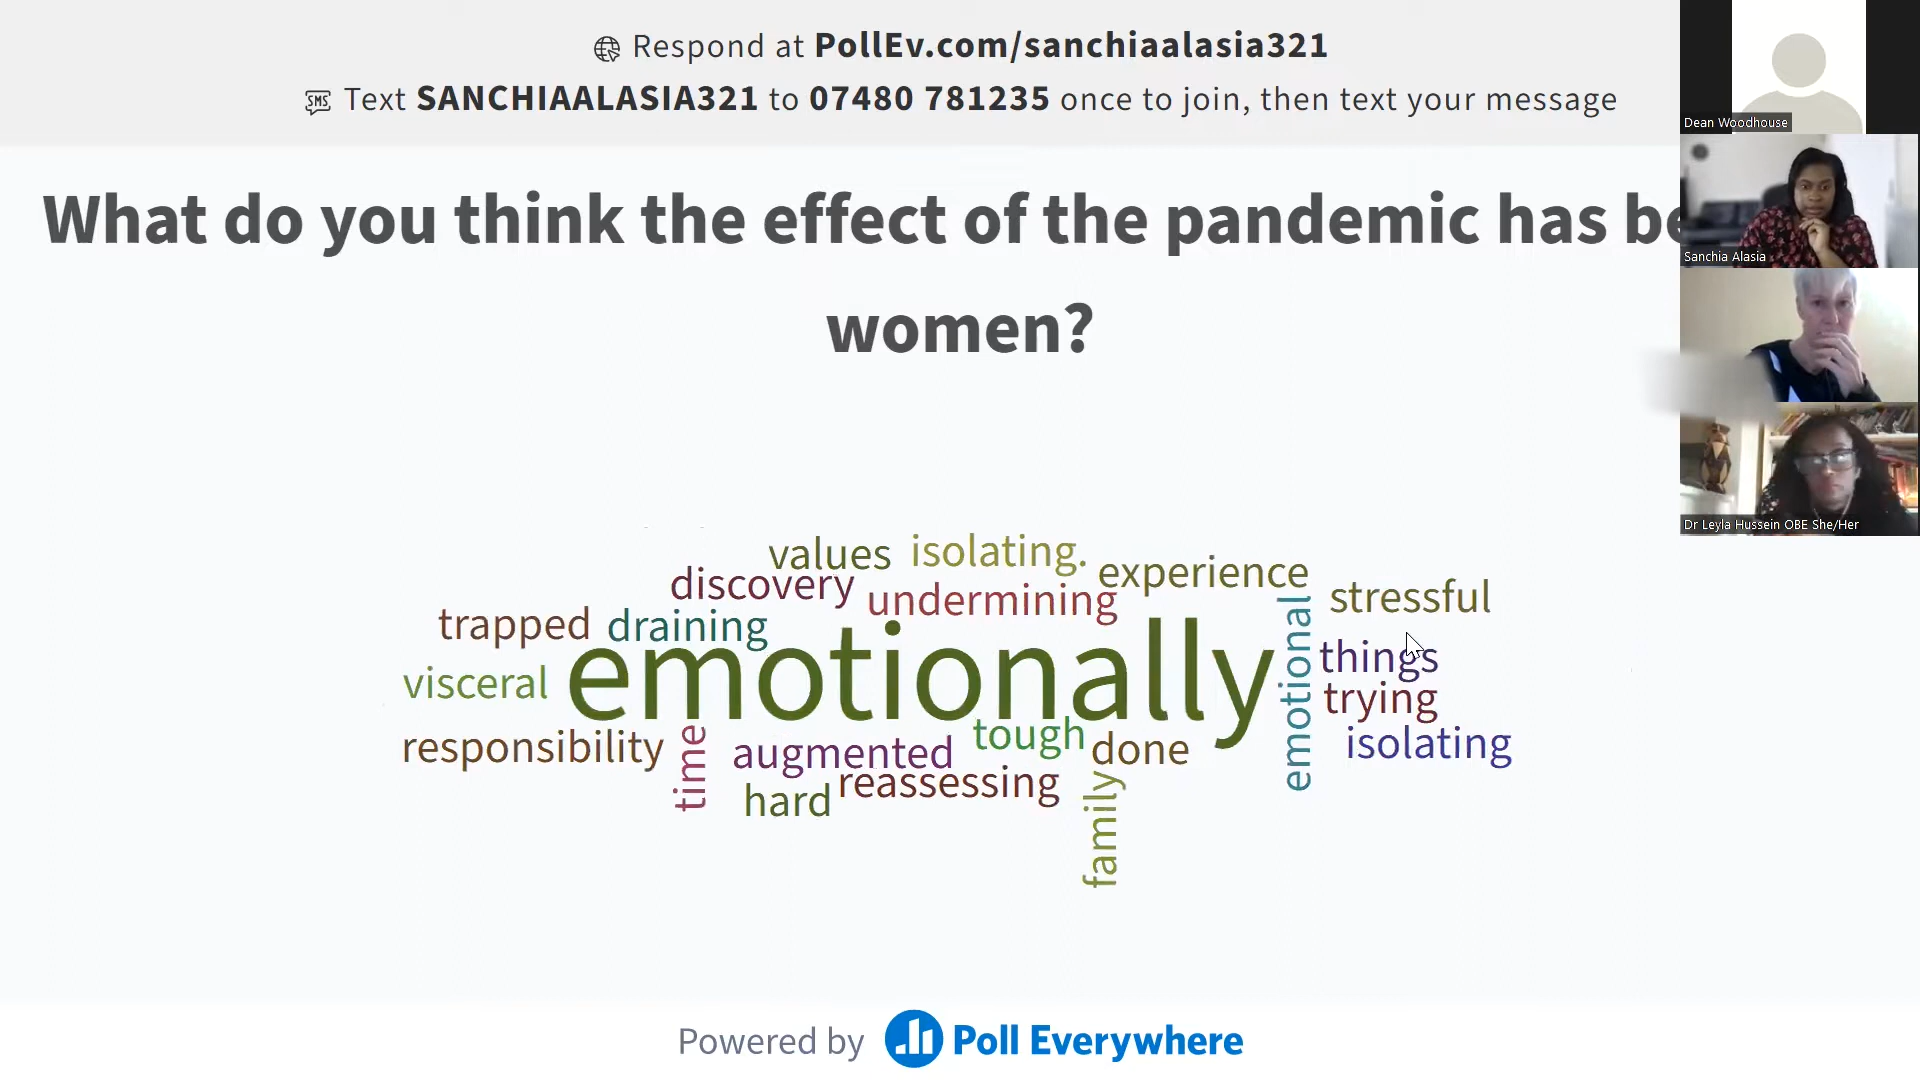 Respond at PollEv.com/sanchiaalasia321
SMS Text SANCHIAALASIA321 to 07480 781235 once to join, then text your message
What do you think the effect of the pandemic has be
women?
values isolating. experience
discovery undermining stressful
trapped draining
emotionally
emotional
things
visceral
trying
responsibility
time
augmented
tough
done
isolating
hard
reassessing
family
Powered by Poll Everywhere
Dean Woodhouse
Sanchia Alasia
Dr Leyla Hussein OBE She/Her